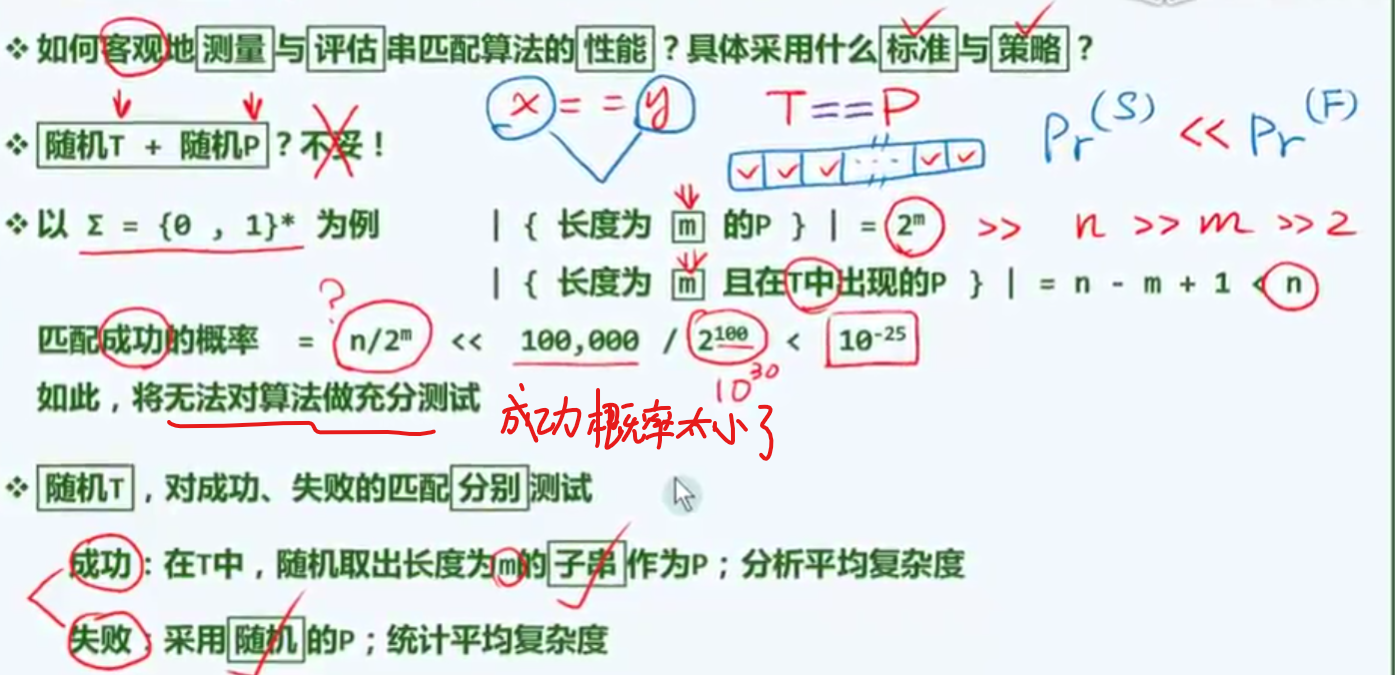 ❖ 如何客观地测量与评估串匹配算法的性能？具体采用什么标准与策略？
x = = y T==P Pr(S) << Pr(F)
❖ 随机T + 随机P？不妥！
❖ 以 Σ = {0 , 1}* 为例 | { 长度为 m 的P } | = 2^m >> n >> m >> 2
| { 长度为 m 且在T中出现的P } | = n - m + 1 < n
?
匹配成功的概率 = n/2^m << 100,000 / 2^100 < 10^-25
10^30
如此，将无法对算法做充分测试 成功概率太小了
❖ 随机T，对成功、失败的匹配分别测试
成功：在T中，随机取出长度为m的子串作为P；分析平均复杂度
失败：采用随机的P；统计平均复杂度